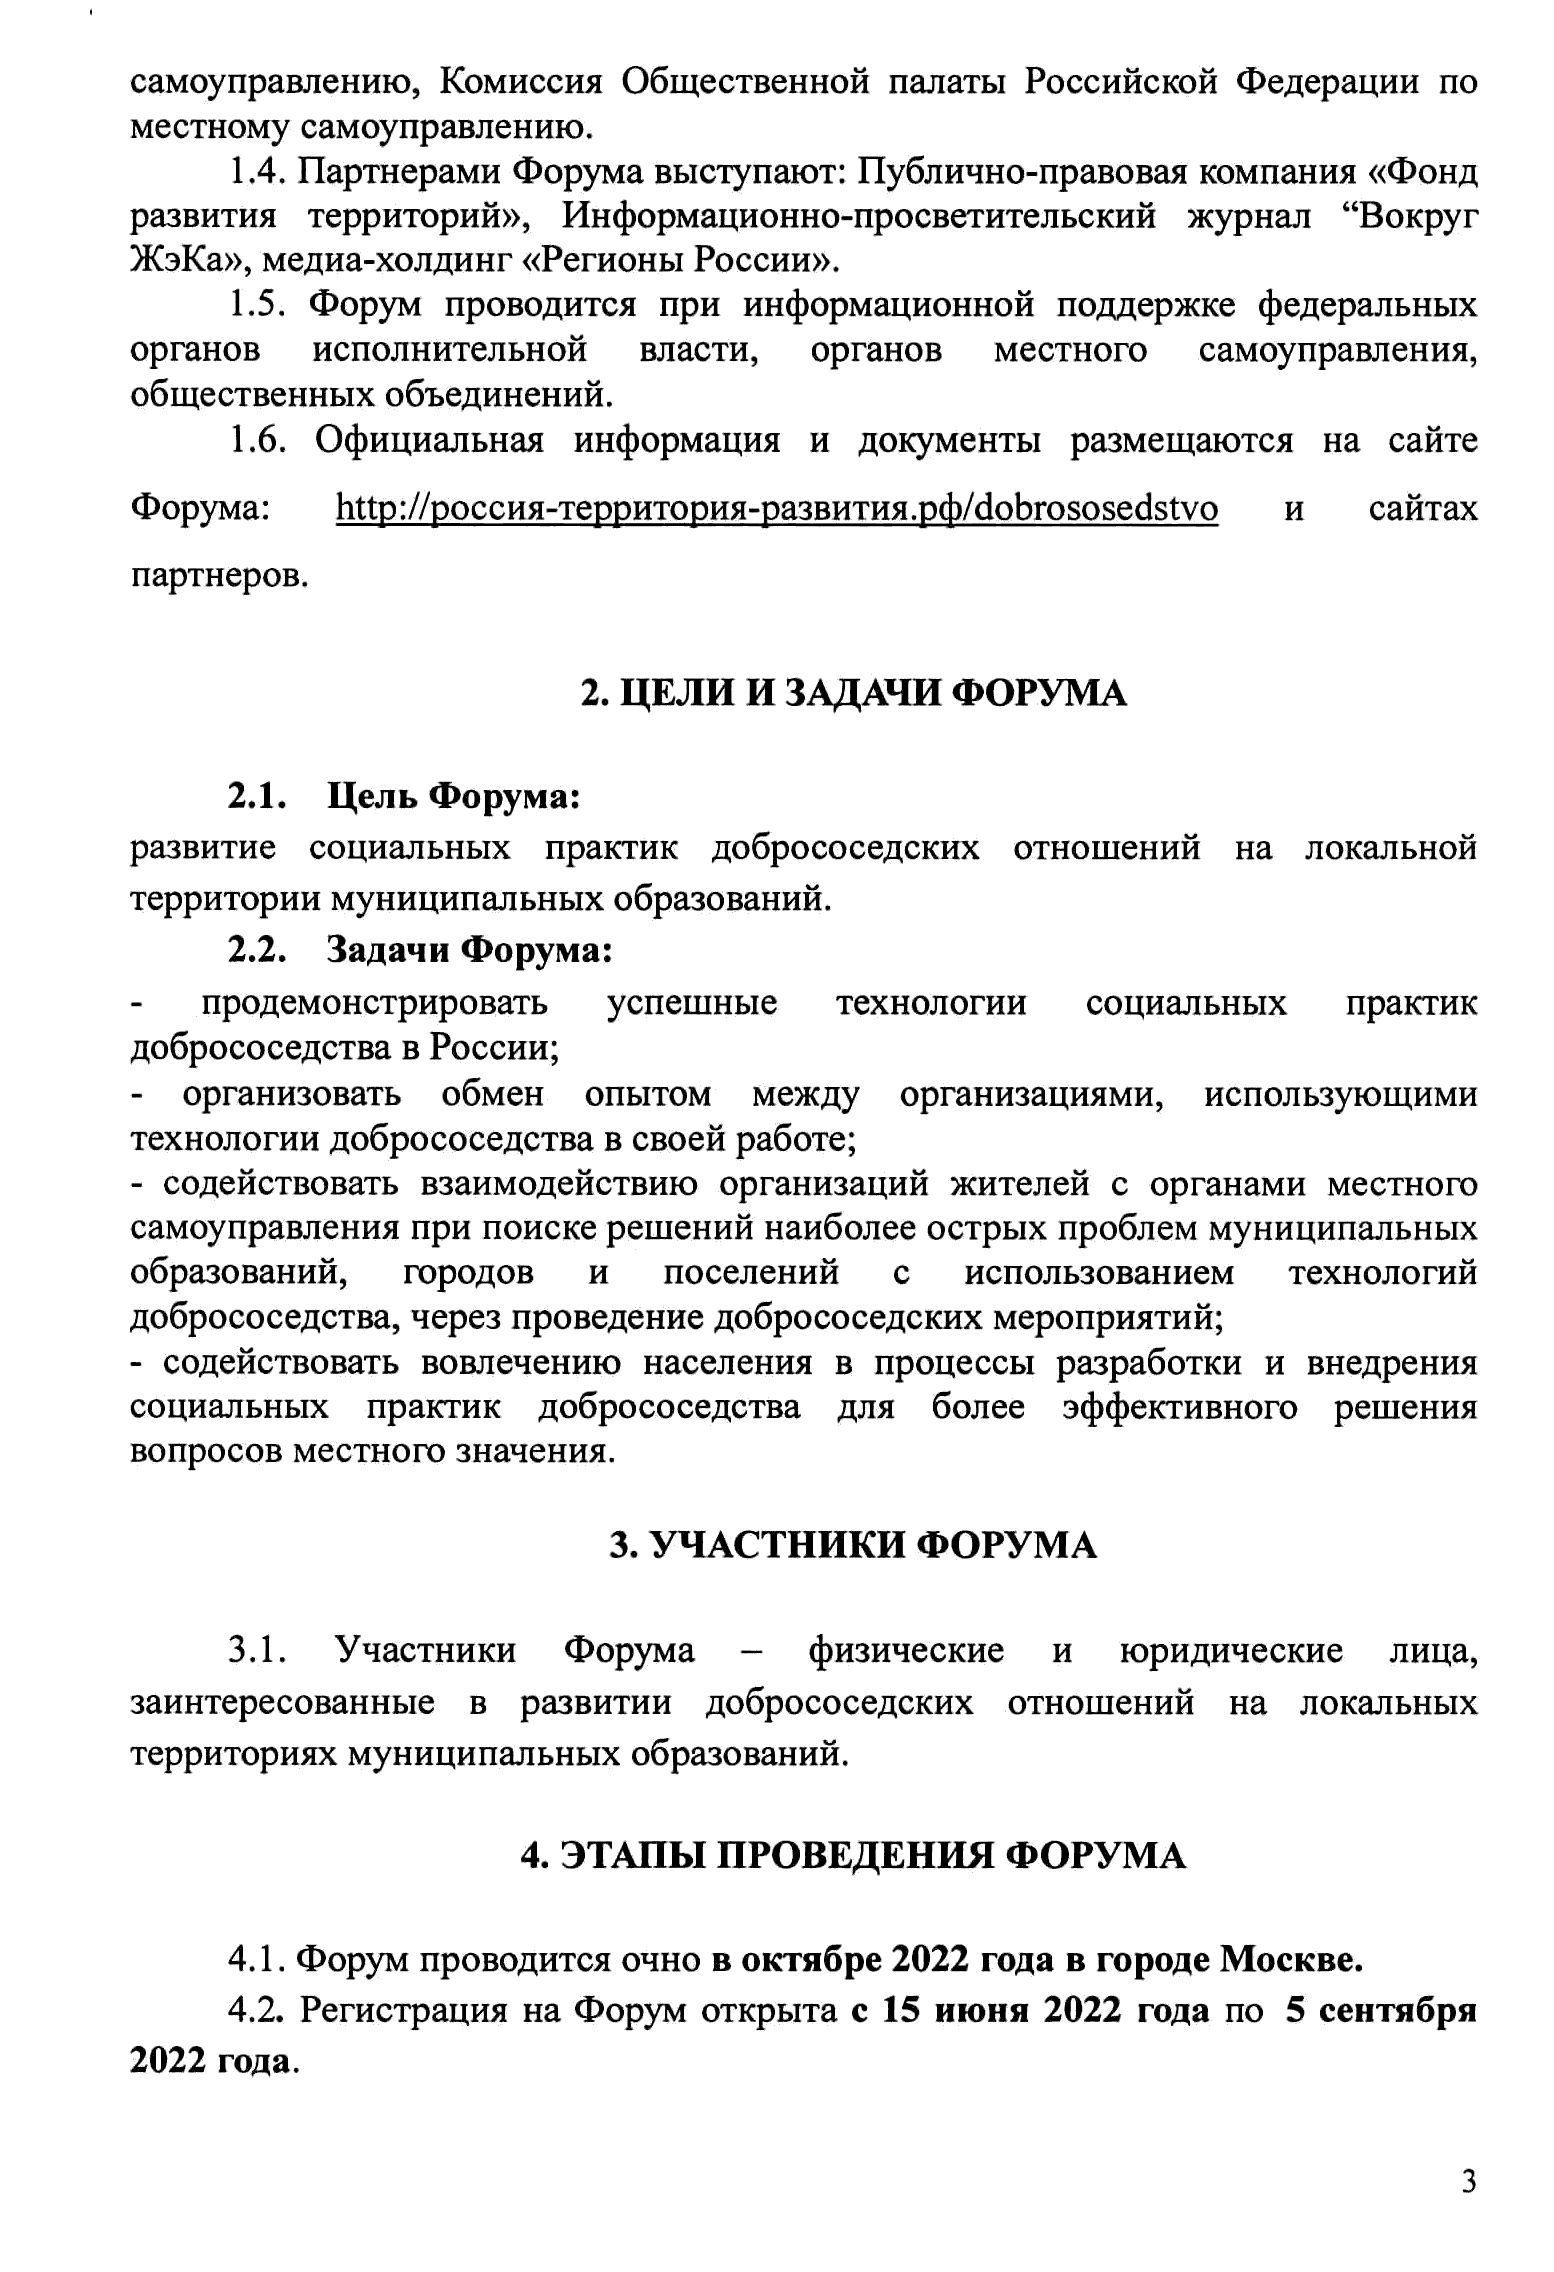 самоуправлению, Комиссия Общественной палаты Российской Федерации по
местному самоуправлению.
1.4. Партнерами Форума выступают: Публично-правовая компания «Фонд
развития территорий», Информационно-просветительский журнал “Вокруг
ЖэКа», медиа-холдинг «Регионы России».
1.5. Форум проводится при информационной поддержке федеральных
органов исполнительной власти, органов местного самоуправления,
общественных объединений.
1.6. Официальная информация и документы размещаются на сайте
Форума: http://россия-территория-развития.рф/dobrososedstvo и сайтах
партнеров.
2. ЦЕЛИ И ЗАДАЧИ ФОРУМА
2.1. Цель Форума:
развитие социальных практик добрососедских отношений на локальной
территории муниципальных образований.
2.2. Задачи Форума:
- продемонстрировать успешные технологии социальных практик
добрососедства в России;
- организовать обмен опытом между организациями, использующими
технологии добрососедства в своей работе;
- содействовать взаимодействию организаций жителей с органами местного
самоуправления при поиске решений наиболее острых проблем муниципальных
образований, городов и поселений с использованием технологий
добрососедства, через проведение добрососедских мероприятий;
- содействовать вовлечению населения в процессы разработки и внедрения
социальных практик добрососедства для более эффективного решения
вопросов местного значения.
3. УЧАСТНИКИ ФОРУМА
3.1. Участники Форума – физические и юридические лица,
заинтересованные в развитии добрососедских отношений на локальных
территориях муниципальных образований.
4. ЭТАПЫ ПРОВЕДЕНИЯ ФОРУМА
4.1. Форум проводится очно в октябре 2022 года в городе Москве.
4.2. Регистрация на Форум открыта с 15 июня 2022 года по 5 сентября
2022 года.
3